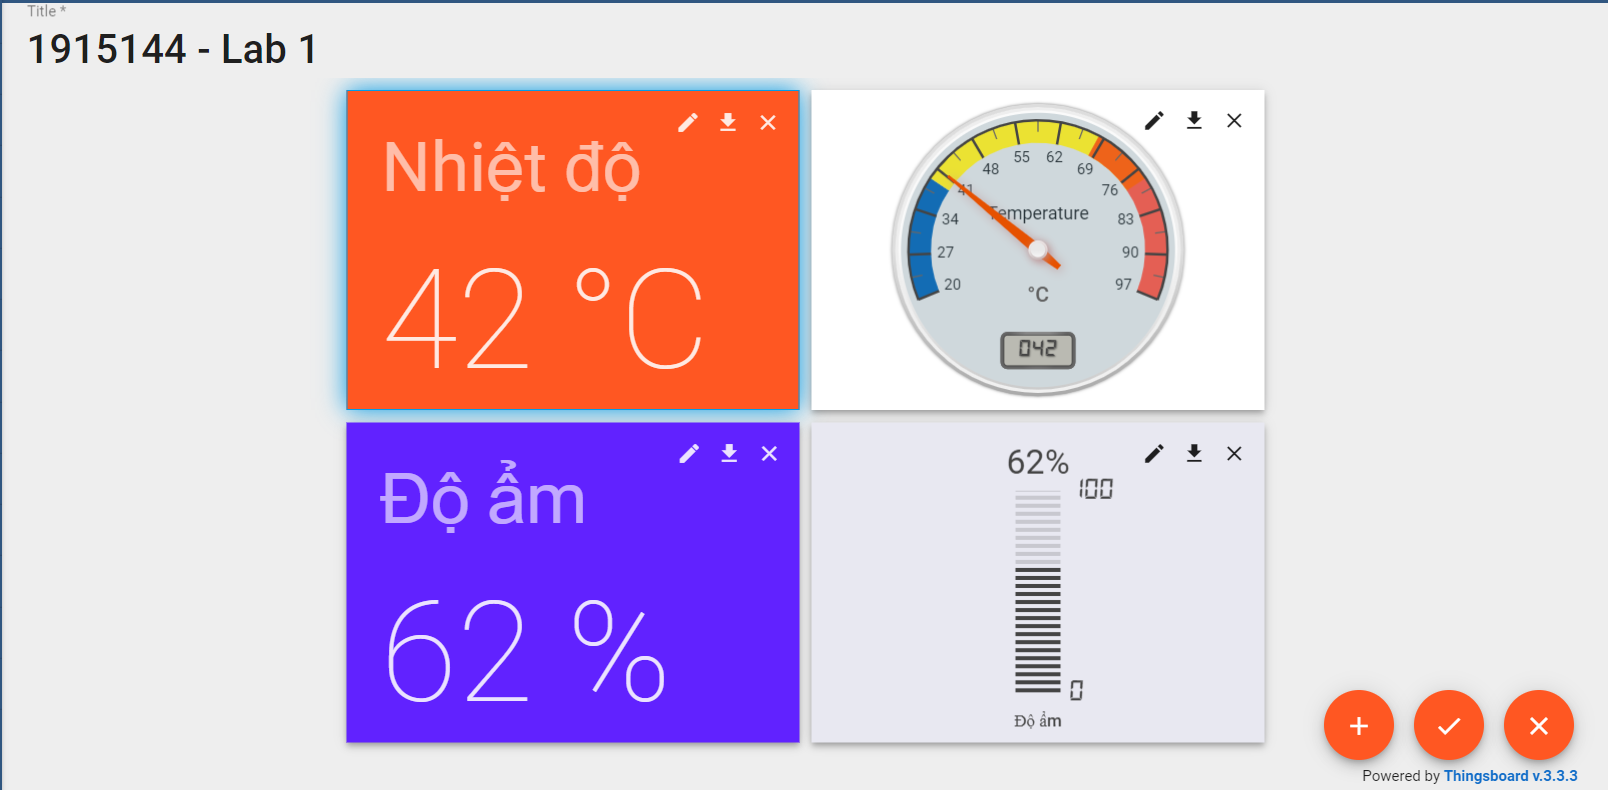 Title *
1915144 - Lab 1
Nhiệt độ
42 °C
20
27
34
41
48
55
62
69
76
83
90
97
Temperature
°C
042
Độ ẩm
62 %
62%
100
0
Độ ẩm
Powered by Thingsboard v.3.3.3